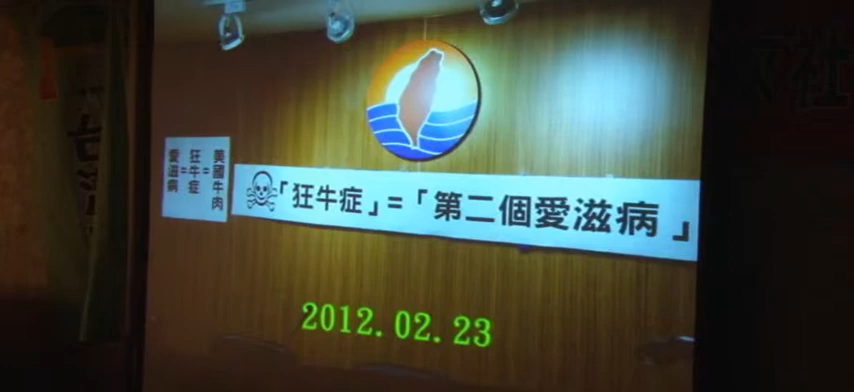 美國牛肉
=
狂牛症
=
愛滋病
「狂牛症」=「第二個愛滋病」
2012.02.23
社